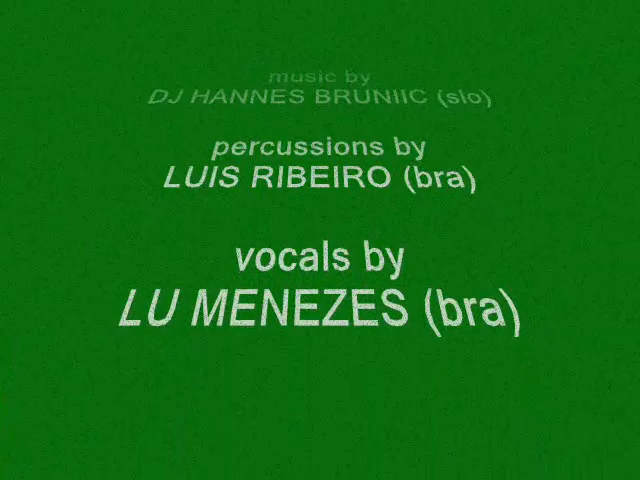 music by
DJ HANNES BRUNIIC (slo)
percussions by
LUIS RIBEIRO (bra)
vocals by
LU MENEZES (bra)